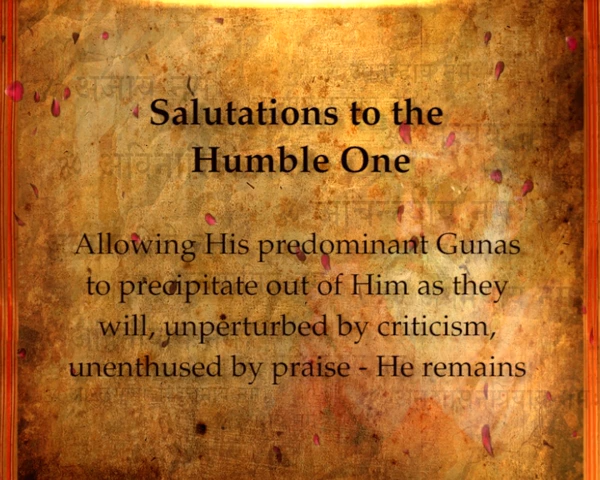 Salutations to the
Humble One
Allowing His predominant Gunas
to precipitate out of Him as they
will, unperturbed by criticism,
unenthused by praise - He remains